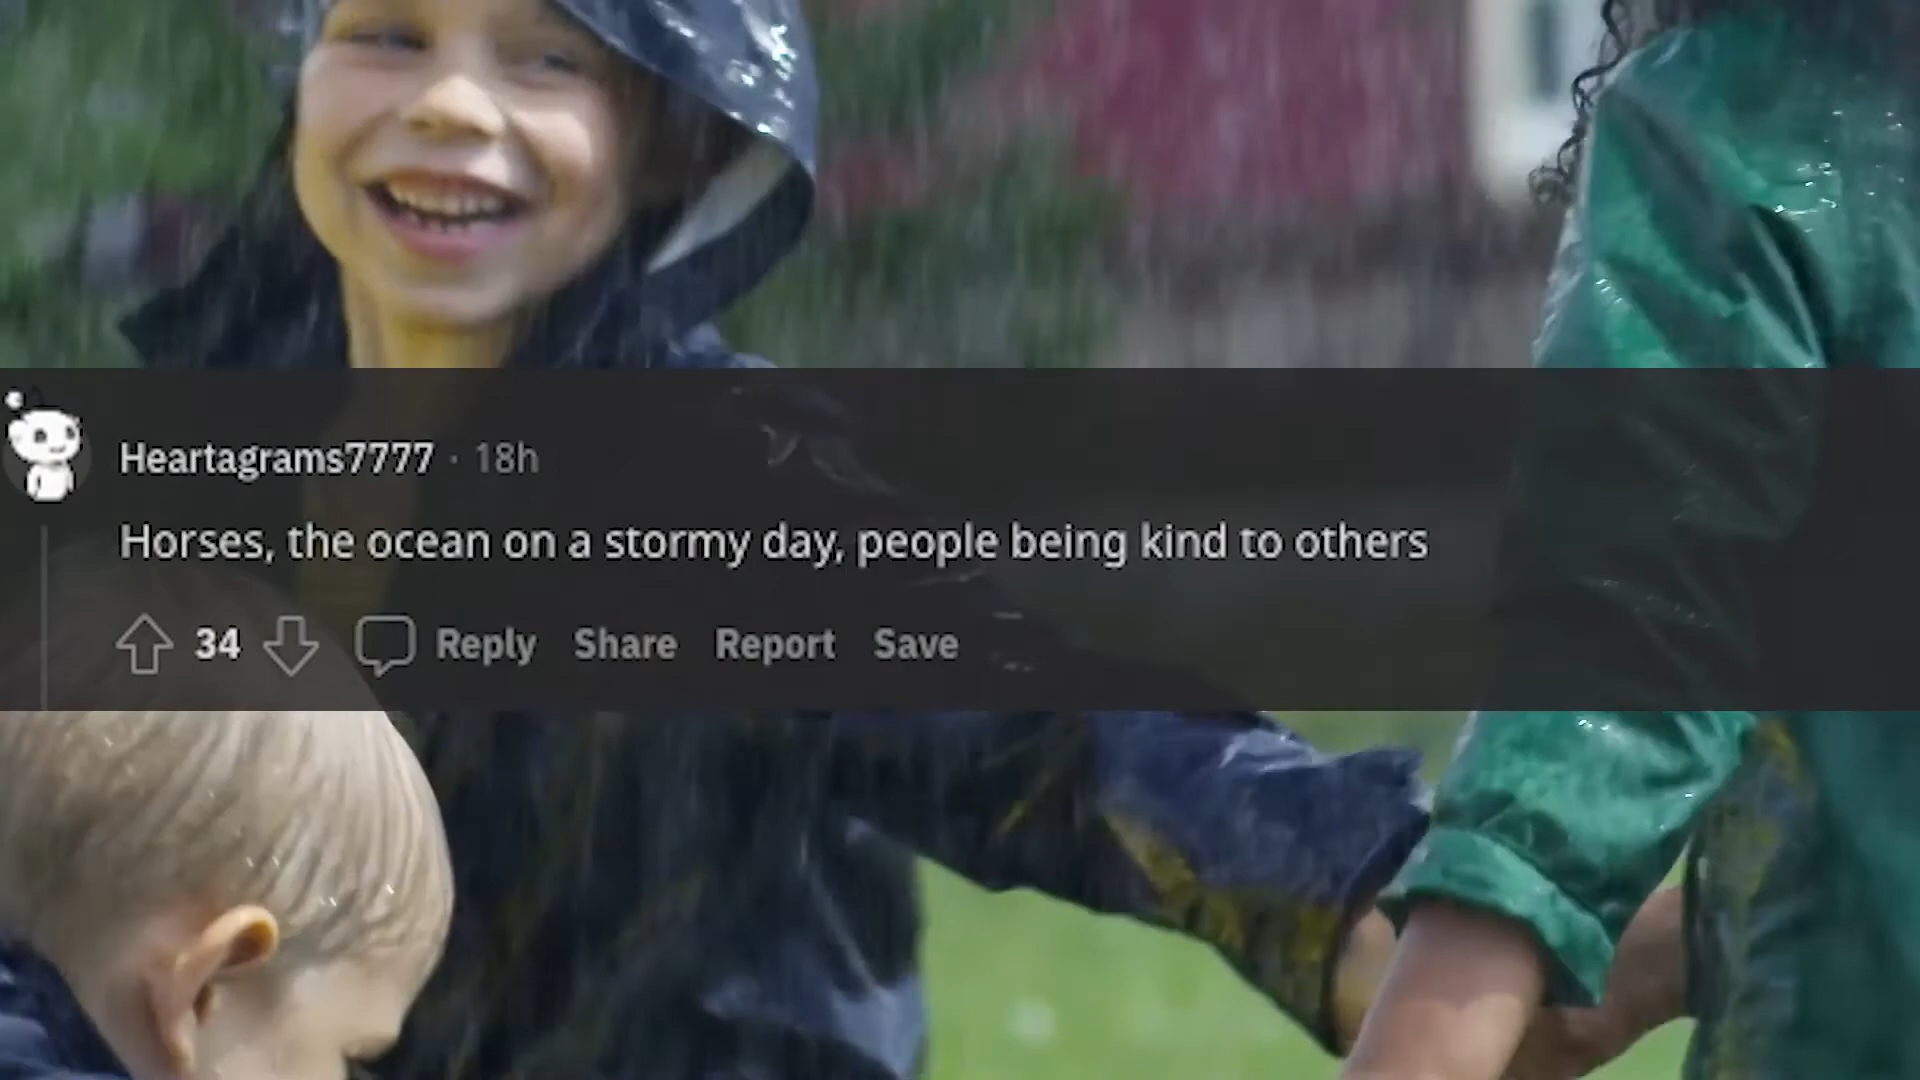 Heartagrams7777 · 18h
Horses, the ocean on a stormy day, people being kind to others
34 Reply Share Report Save